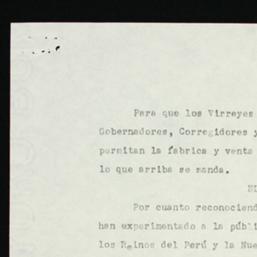 Para que los Virreyes
Gobernadores, Corregidores y
permitan la fabrica y venta
lo que arriba se manda.
Por cuanto reconociend
han experimentado a la públi
los Reinos del Perú y la Nue